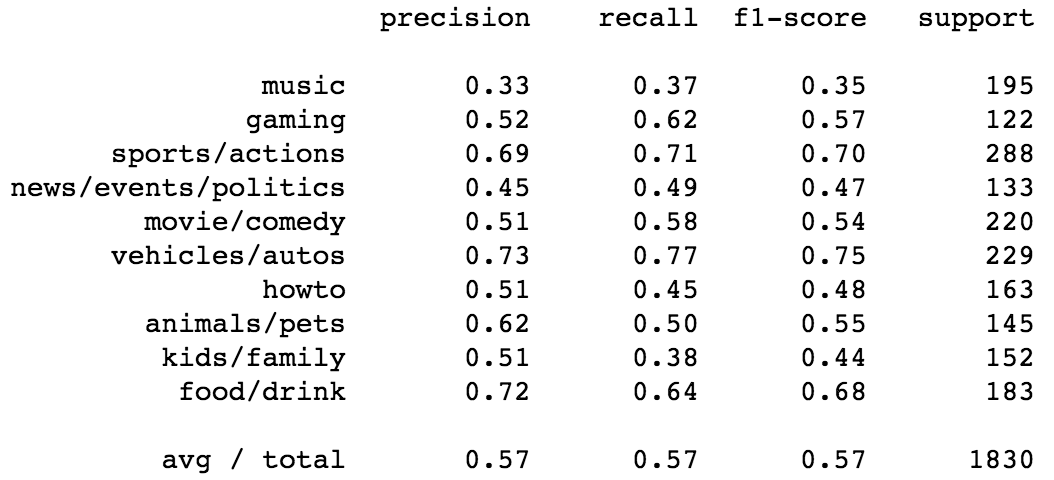 precision recall f1-score support
music 0.33 0.37 0.35 195
gaming 0.52 0.62 0.57 122
sports/actions 0.69 0.71 0.70 288
news/events/politics 0.45 0.49 0.47 133
movie/comedy 0.51 0.58 0.54 220
vehicles/autos 0.73 0.77 0.75 229
howto 0.51 0.45 0.48 163
animals/pets 0.62 0.50 0.55 145
kids/family 0.51 0.38 0.44 152
food/drink 0.72 0.64 0.68 183
avg / total 0.57 0.57 0.57 1830